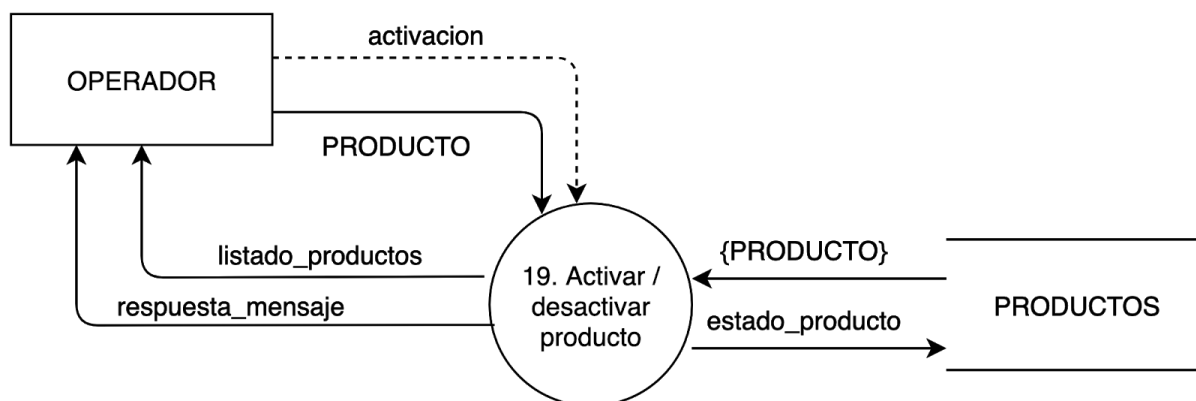 activacion
OPERADOR
PRODUCTO
listado_productos
respuesta_mensaje
19. Activar /
desactivar
producto
{PRODUCTO}
estado_producto
PRODUCTOS